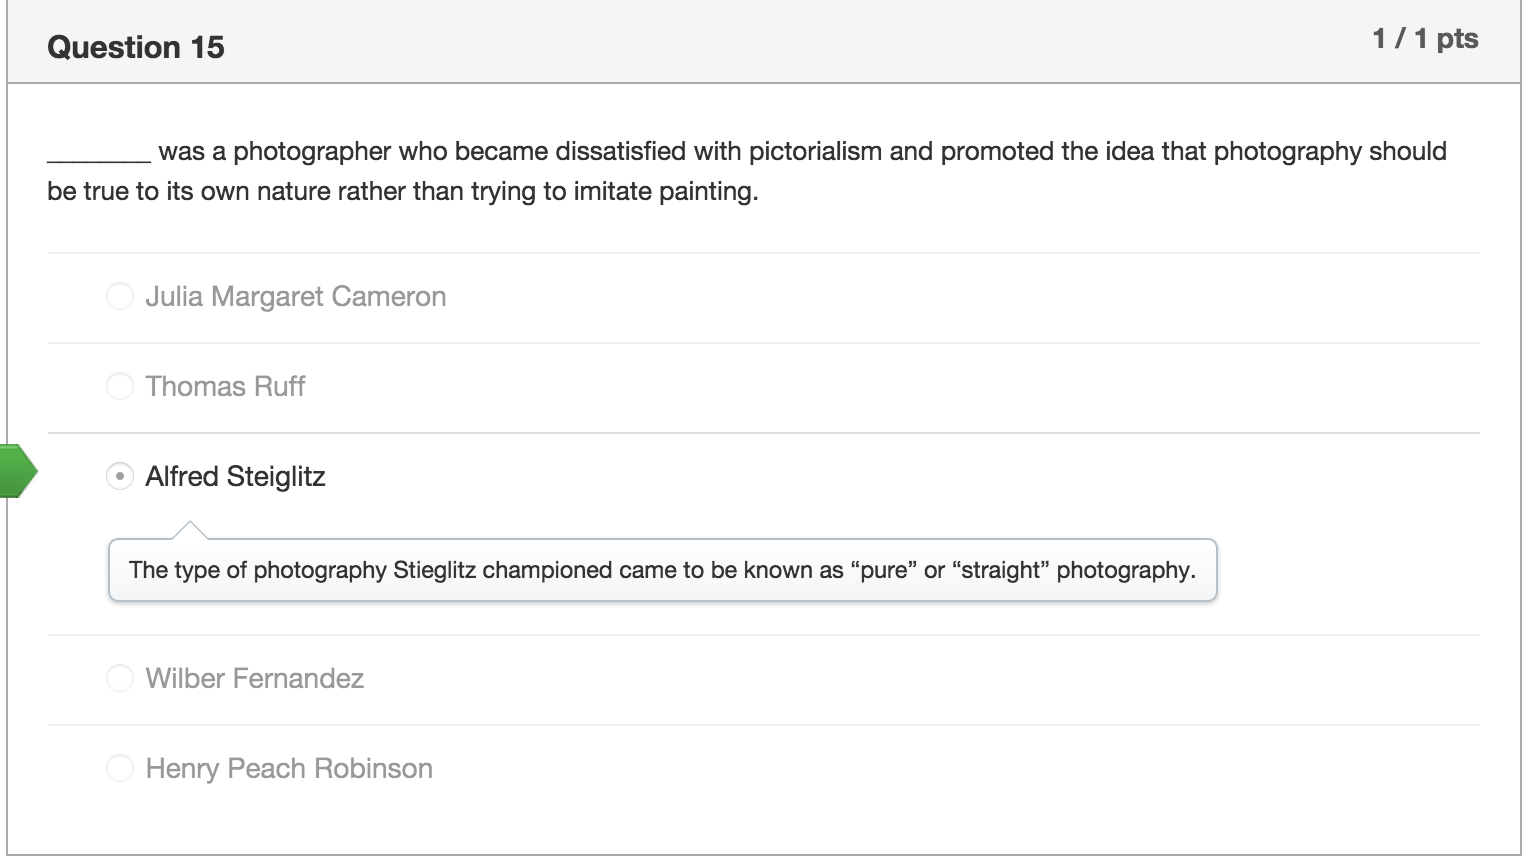 Question 15
1 / 1 pts
________ was a photographer who became dissatisfied with pictorialism and promoted the idea that photography should
be true to its own nature rather than trying to imitate painting.
Julia Margaret Cameron
Thomas Ruff
Alfred Steiglitz
The type of photography Stieglitz championed came to be known as “pure” or “straight” photography.
Wilber Fernandez
Henry Peach Robinson